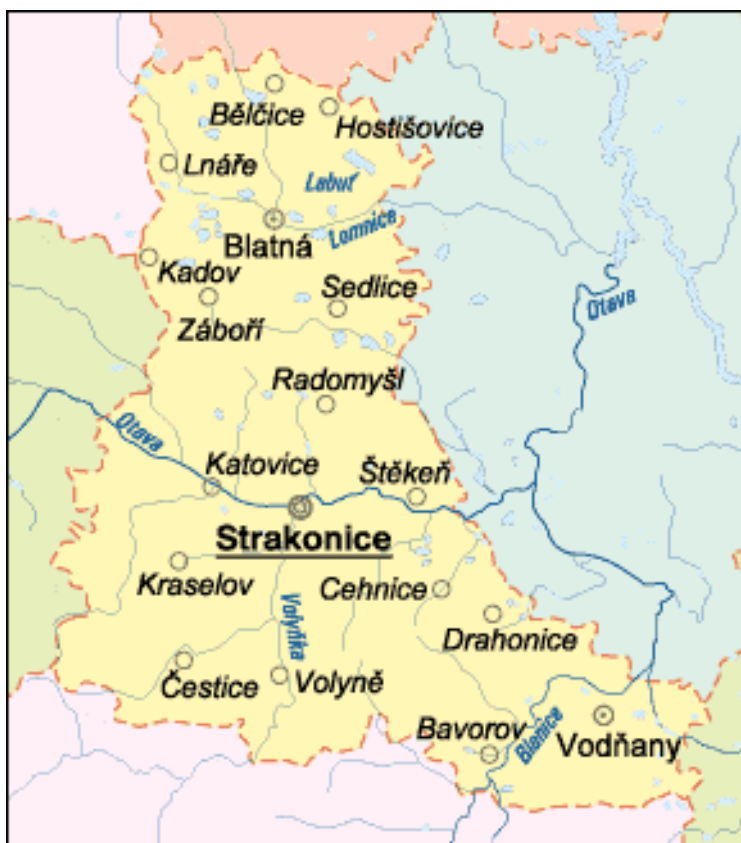 Bělčice
Hostišovice
Lnáře
Labuť
Lomnice
Blatná
Kadov
Sedlice
Otava
Záboří
Radomyšl
Otava
Katovice
Štěkeň
Strakonice
Kraselov
Cehnice
Volyňka
Drahonice
Čestice
Volyně
Bavorov
Blanice
Vodňany